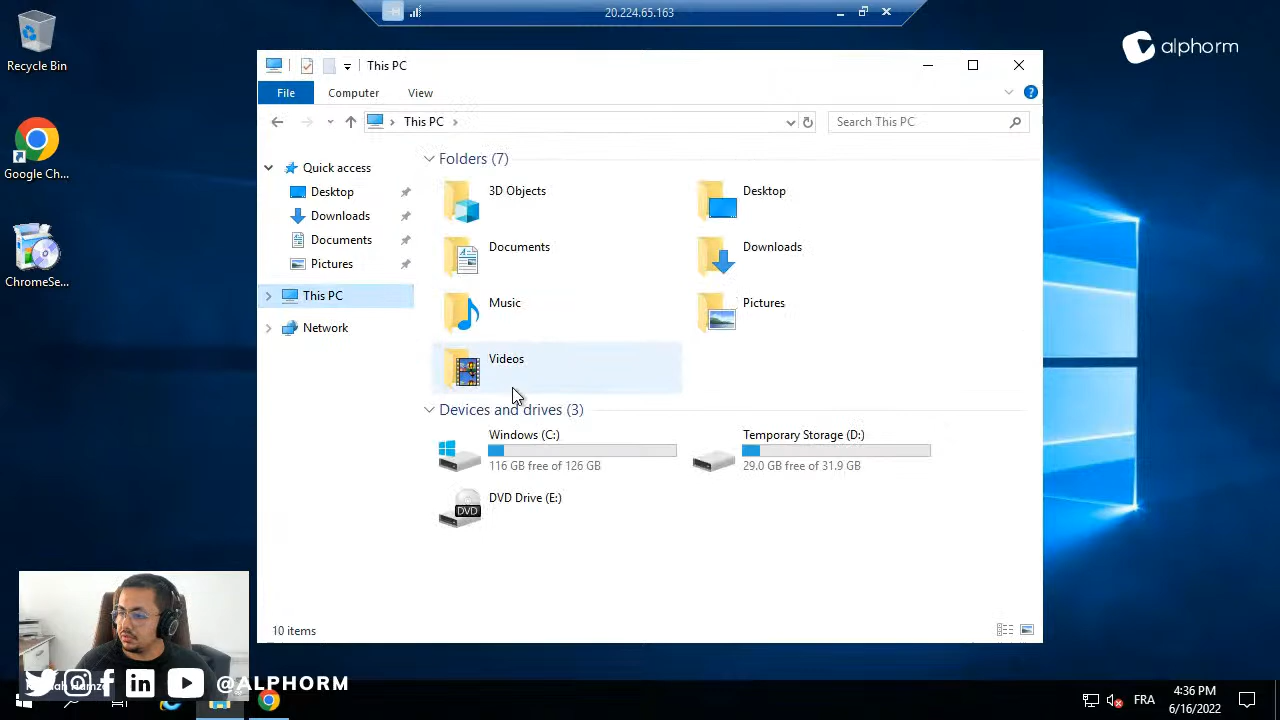 20.224.65.163
alphorm
Recycle Bin
Google Ch...
ChromeSe...
This PC
File
Computer
View
This PC
Search This PC
Quick access
Desktop
Downloads
Documents
Pictures
This PC
Network
Folders (7)
3D Objects
Desktop
Documents
Downloads
Music
Pictures
Videos
Devices and drives (3)
Windows (C:)
116 GB free of 126 GB
Temporary Storage (D:)
29.0 GB free of 31.9 GB
DVD
DVD Drive (E:)
10 items
@ALPHORM
FRA
4:36 PM
6/16/2022